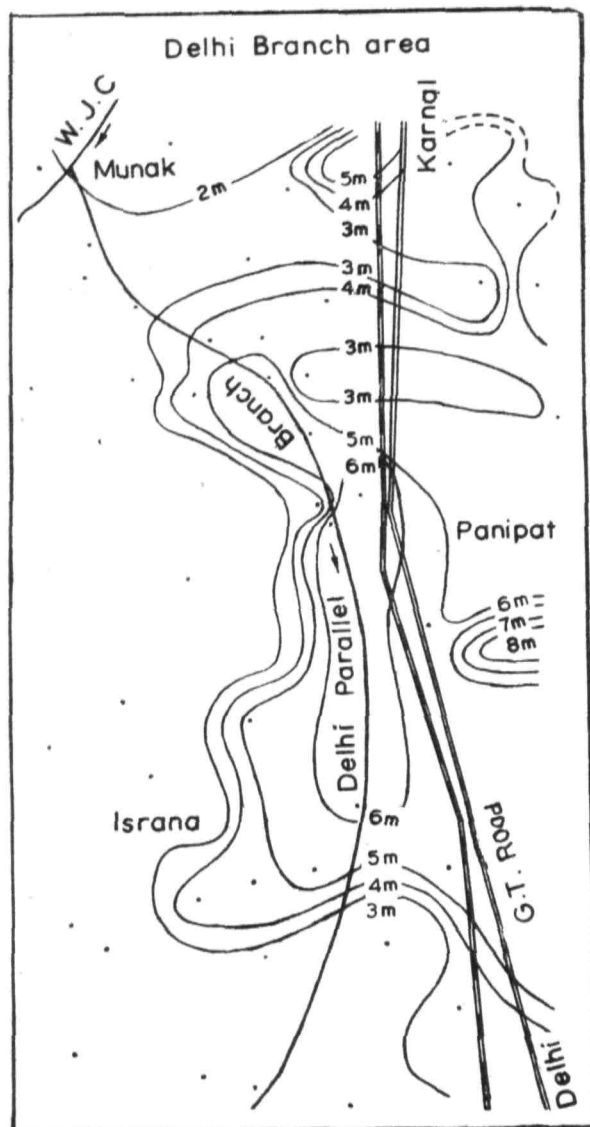 Delhi Branch area
W. J. C
Munak
Karnal
2m
5m
4m
3m
3m
4m
3m
3m
Branch
5m
6m
Panipat
6m
7m
8m
Delhi Parallel
Israna
6m
G.T. Road
5m
4m
3m
Delhi